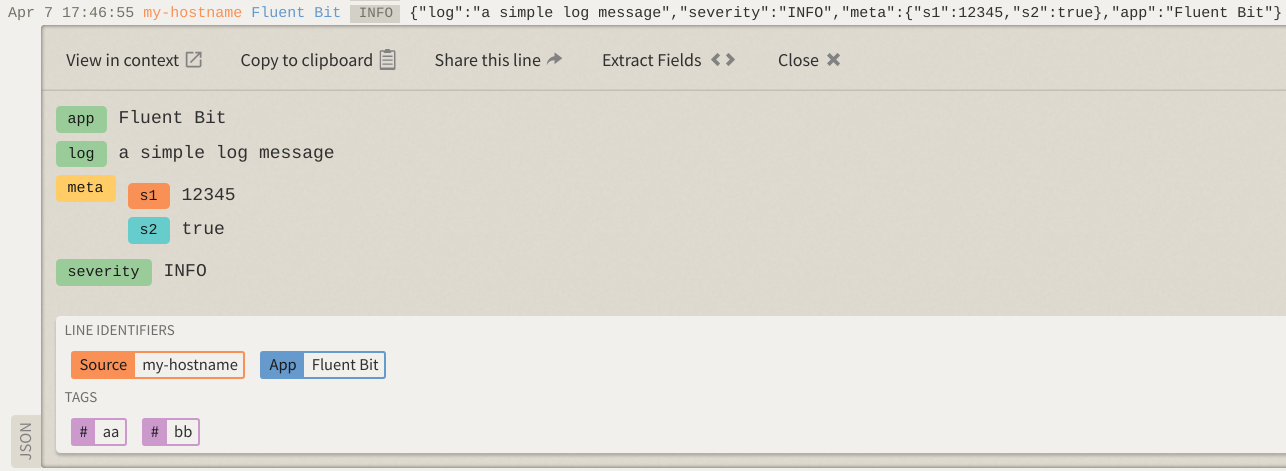 Apr 7 17:46:55 my-hostname Fluent Bit INFO {"log":"a simple log message","severity":"INFO","meta":{"s1":12345,"s2":true},"app":"Fluent Bit"}
View in context Copy to clipboard Share this line Extract Fields Close
app Fluent Bit
log a simple log message
meta s1 12345
s2 true
severity INFO
LINE IDENTIFIERS
Source my-hostname App Fluent Bit
TAGS
# aa # bb
JSON